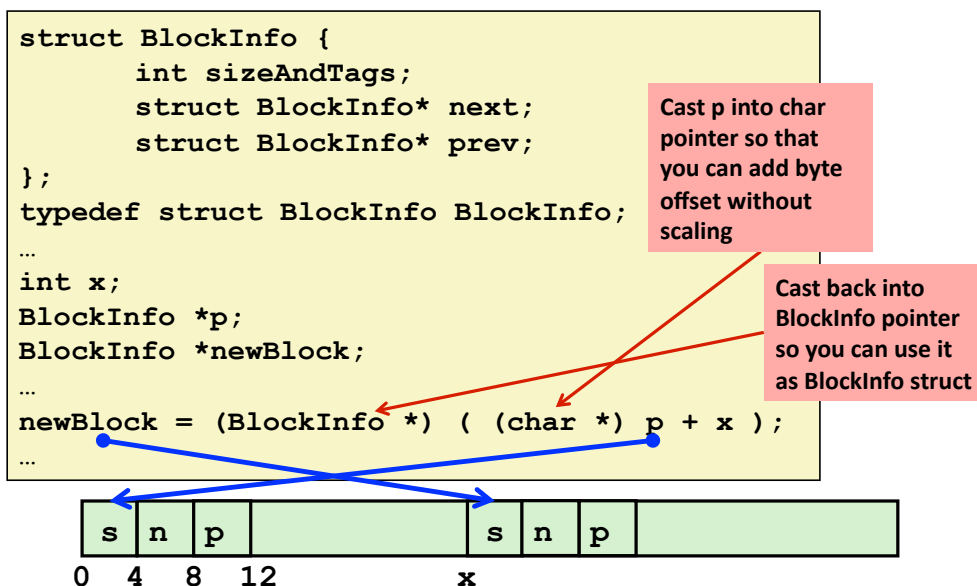 struct BlockInfo {
int sizeAndTags;
struct BlockInfo* next;
struct BlockInfo* prev;
};
typedef struct BlockInfo BlockInfo;
…
int x;
BlockInfo *p;
BlockInfo *newBlock;
…
newBlock = (BlockInfo *) ( (char *) p + x );
…
Cast p into char
pointer so that
you can add byte
offset without
scaling
Cast back into
BlockInfo pointer
so you can use it
as BlockInfo struct
s n p s n p
0 4 8 12 x